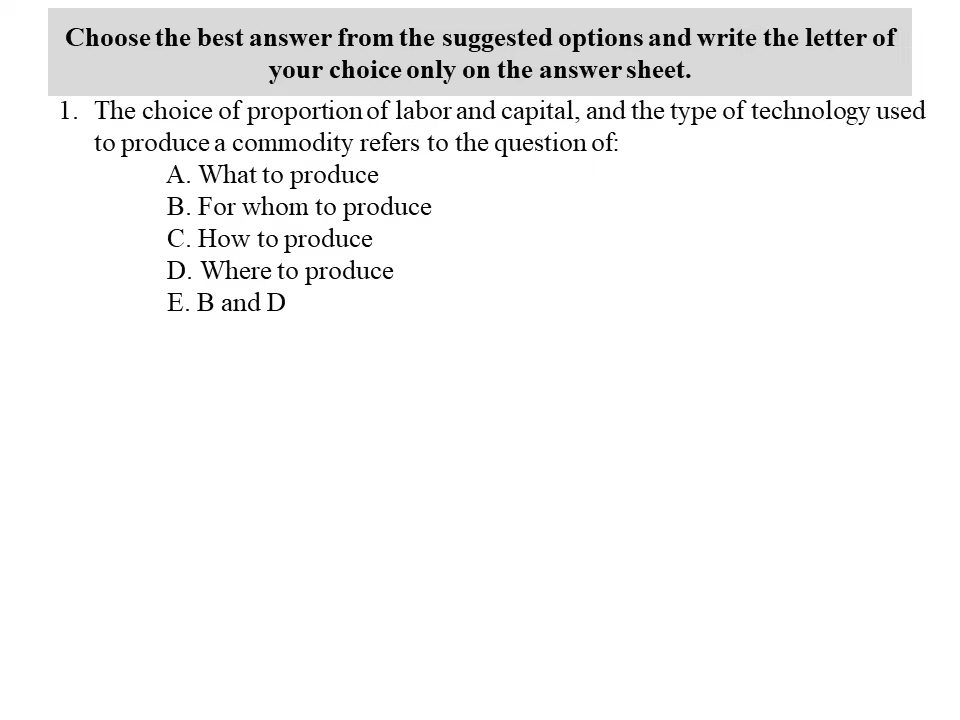 Choose the best answer from the suggested options and write the letter of
your choice only on the answer sheet.
1. The choice of proportion of labor and capital, and the type of technology used
to produce a commodity refers to the question of:
A. What to produce
B. For whom to produce
C. How to produce
D. Where to produce
E. B and D